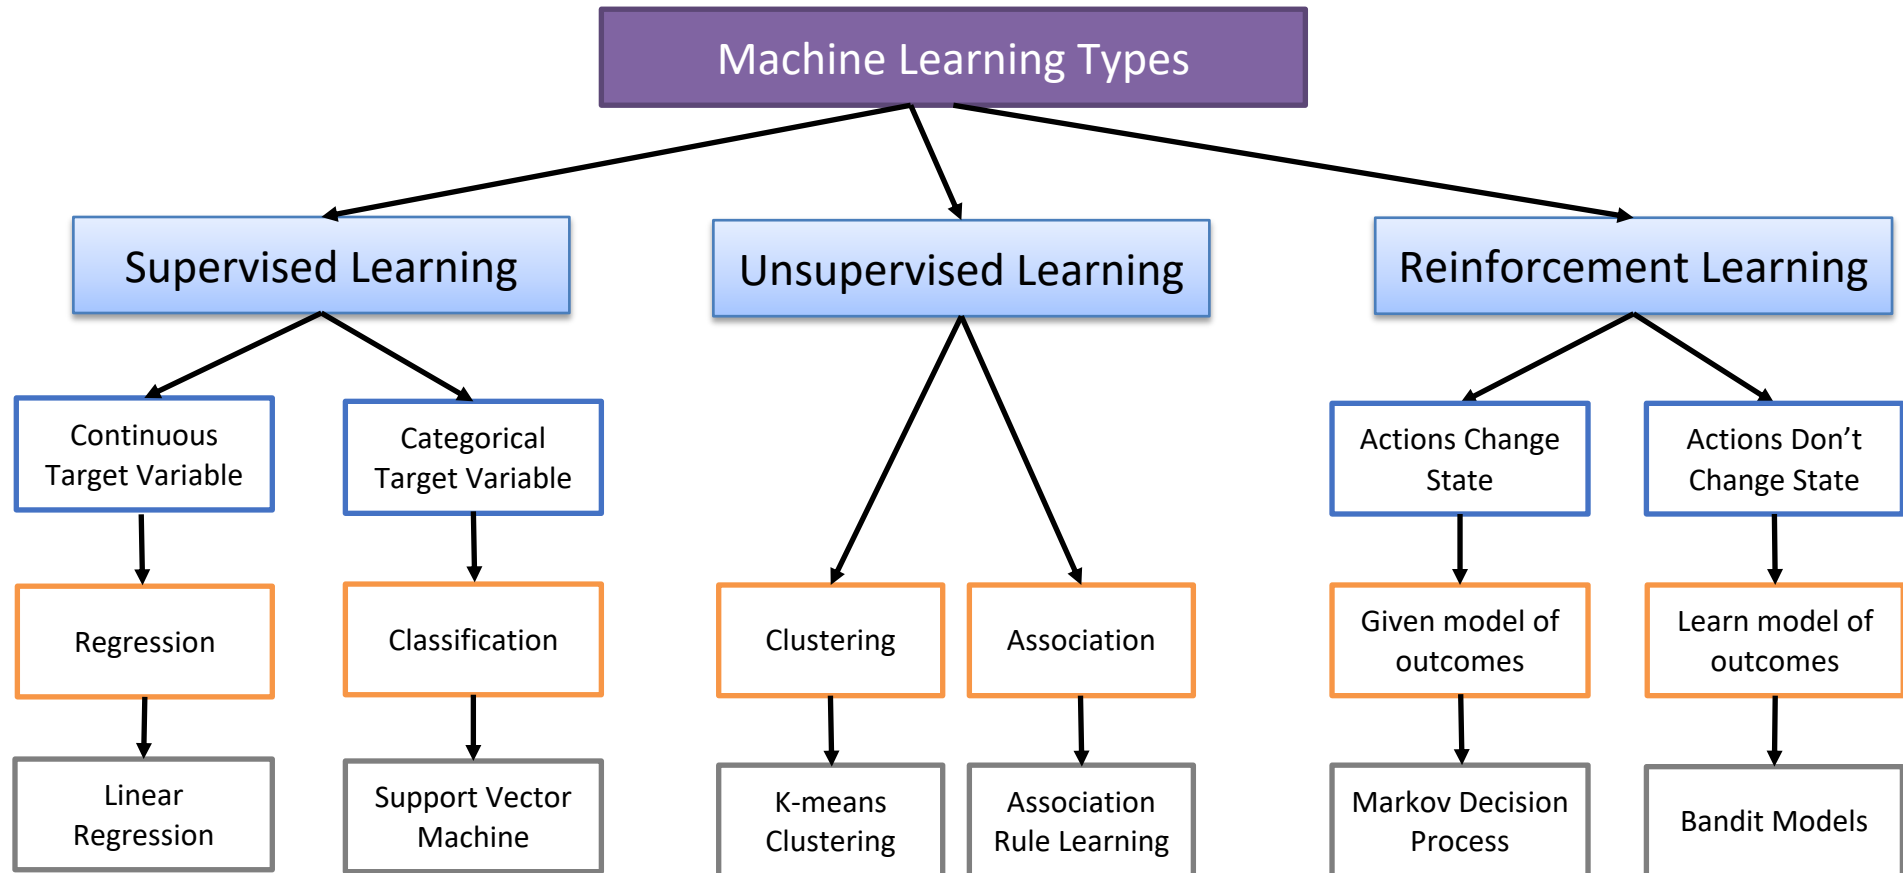 Machine Learning Types
Supervised Learning
Unsupervised Learning
Reinforcement Learning
Continuous
Target Variable
Categorical
Target Variable
Actions Change
State
Actions Don’t
Change State
Regression
Classification
Clustering
Association
Given model of
outcomes
Learn model of
outcomes
Linear
Regression
Support Vector
Machine
K-means
Clustering
Association
Rule Learning
Markov Decision
Process
Bandit Models